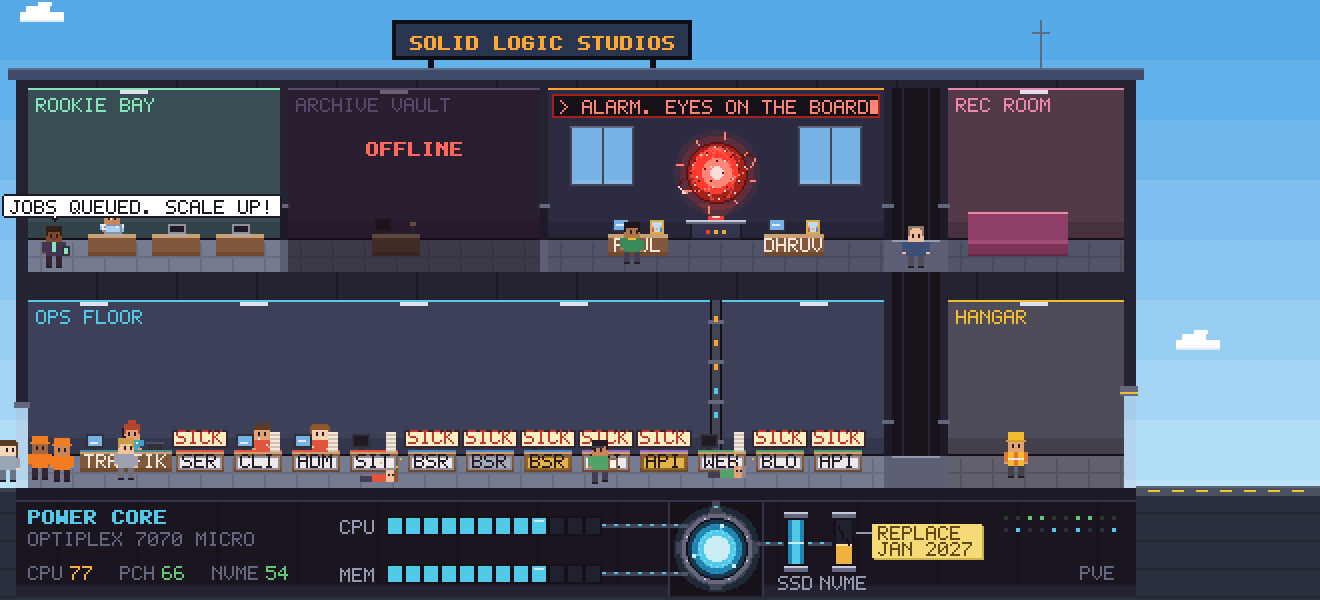 SOLID LOGIC STUDIOS
ROOKIE BAY
ARCHIVE VAULT
> ALARM. EYES ON THE BOARD
REC ROOM
OFFLINE
JOBS QUEUED. SCALE UP!
DARUV
OPS FLOOR
HANGAR
SICK
SICK
SICK
SICK
SICK
SICK
SICK
SICK
SER
CLI
ADM
BSR
BSR
BSR
API
WEB
BLO
API
POWER CORE
OPTIPLEX 7070 MICRO
CPU 77 PCH 66 NVME 54
CPU
MEM
SSD NVME
REPLACE
JAN 2027
PVE